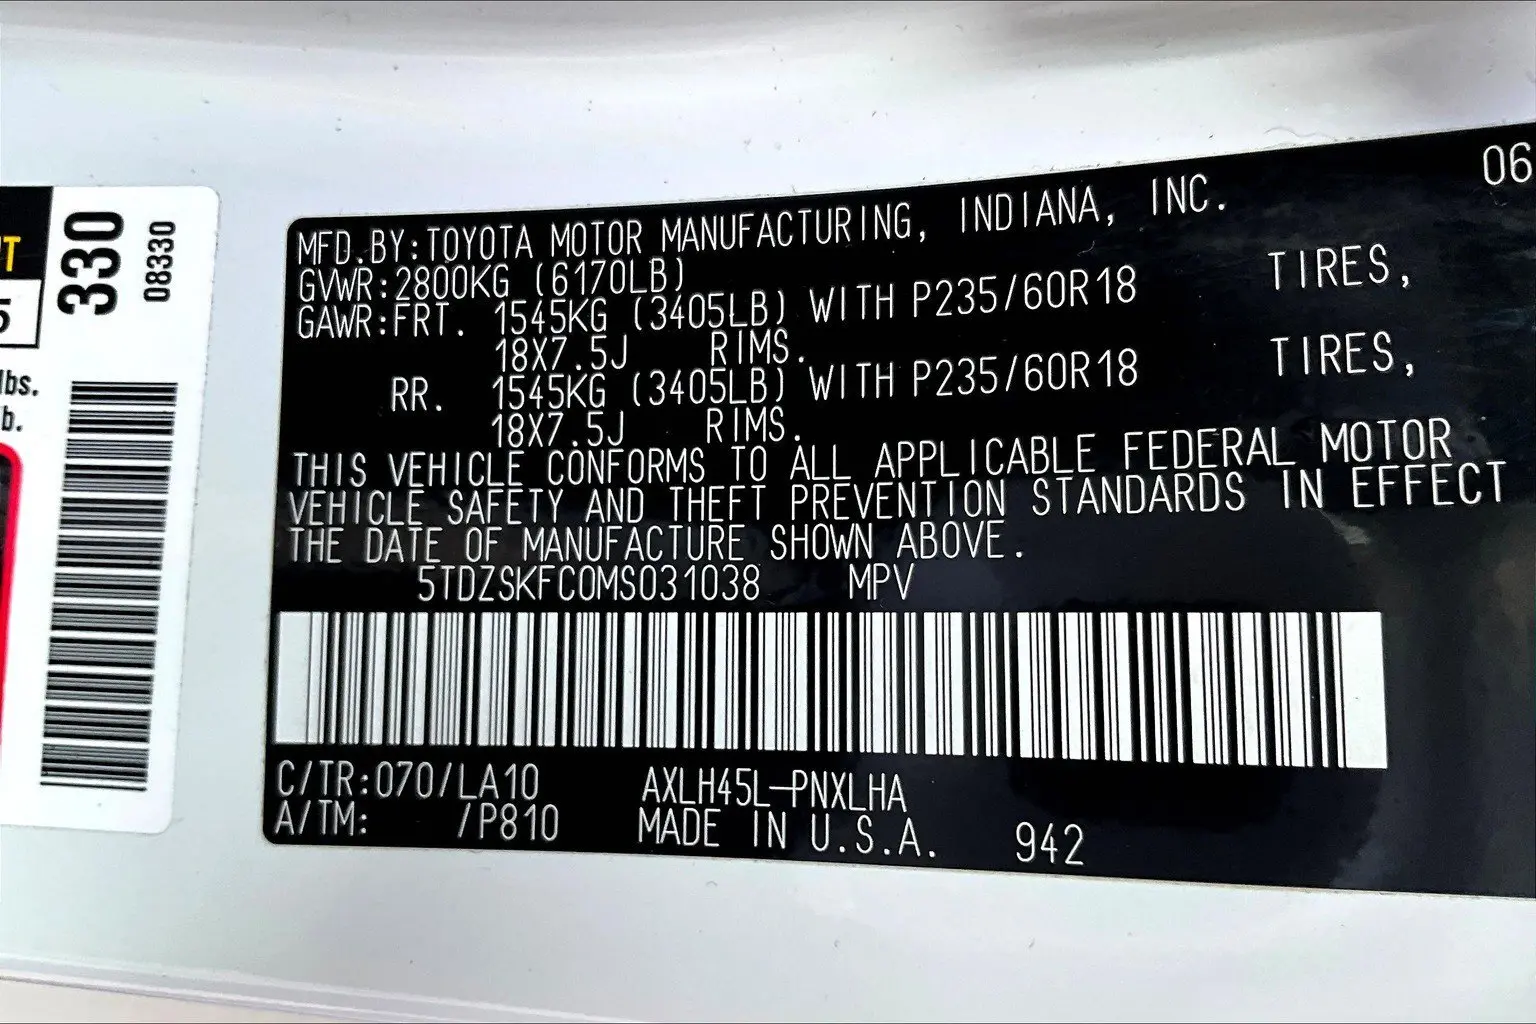 T
5
lbs.
b.
330
08330
06
MFD.BY:TOYOTA MOTOR MANUFACTURING, INDIANA, INC.
GVWR:2800KG (6170LB)
GAWR:FRT. 1545KG (3405LB) WITH P235/60R18 TIRES,
18X7.5J RIMS.
RR. 1545KG (3405LB) WITH P235/60R18 TIRES,
18X7.5J RIMS.
THIS VEHICLE CONFORMS TO ALL APPLICABLE FEDERAL MOTOR
VEHICLE SAFETY AND THEFT PREVENTION STANDARDS IN EFFECT
THE DATE OF MANUFACTURE SHOWN ABOVE.
5TDZSKFC0MS031038 MPV
C/TR:070/LA10 AXLH45L-PNXLHA
A/TM: /P810 MADE IN U.S.A. 942